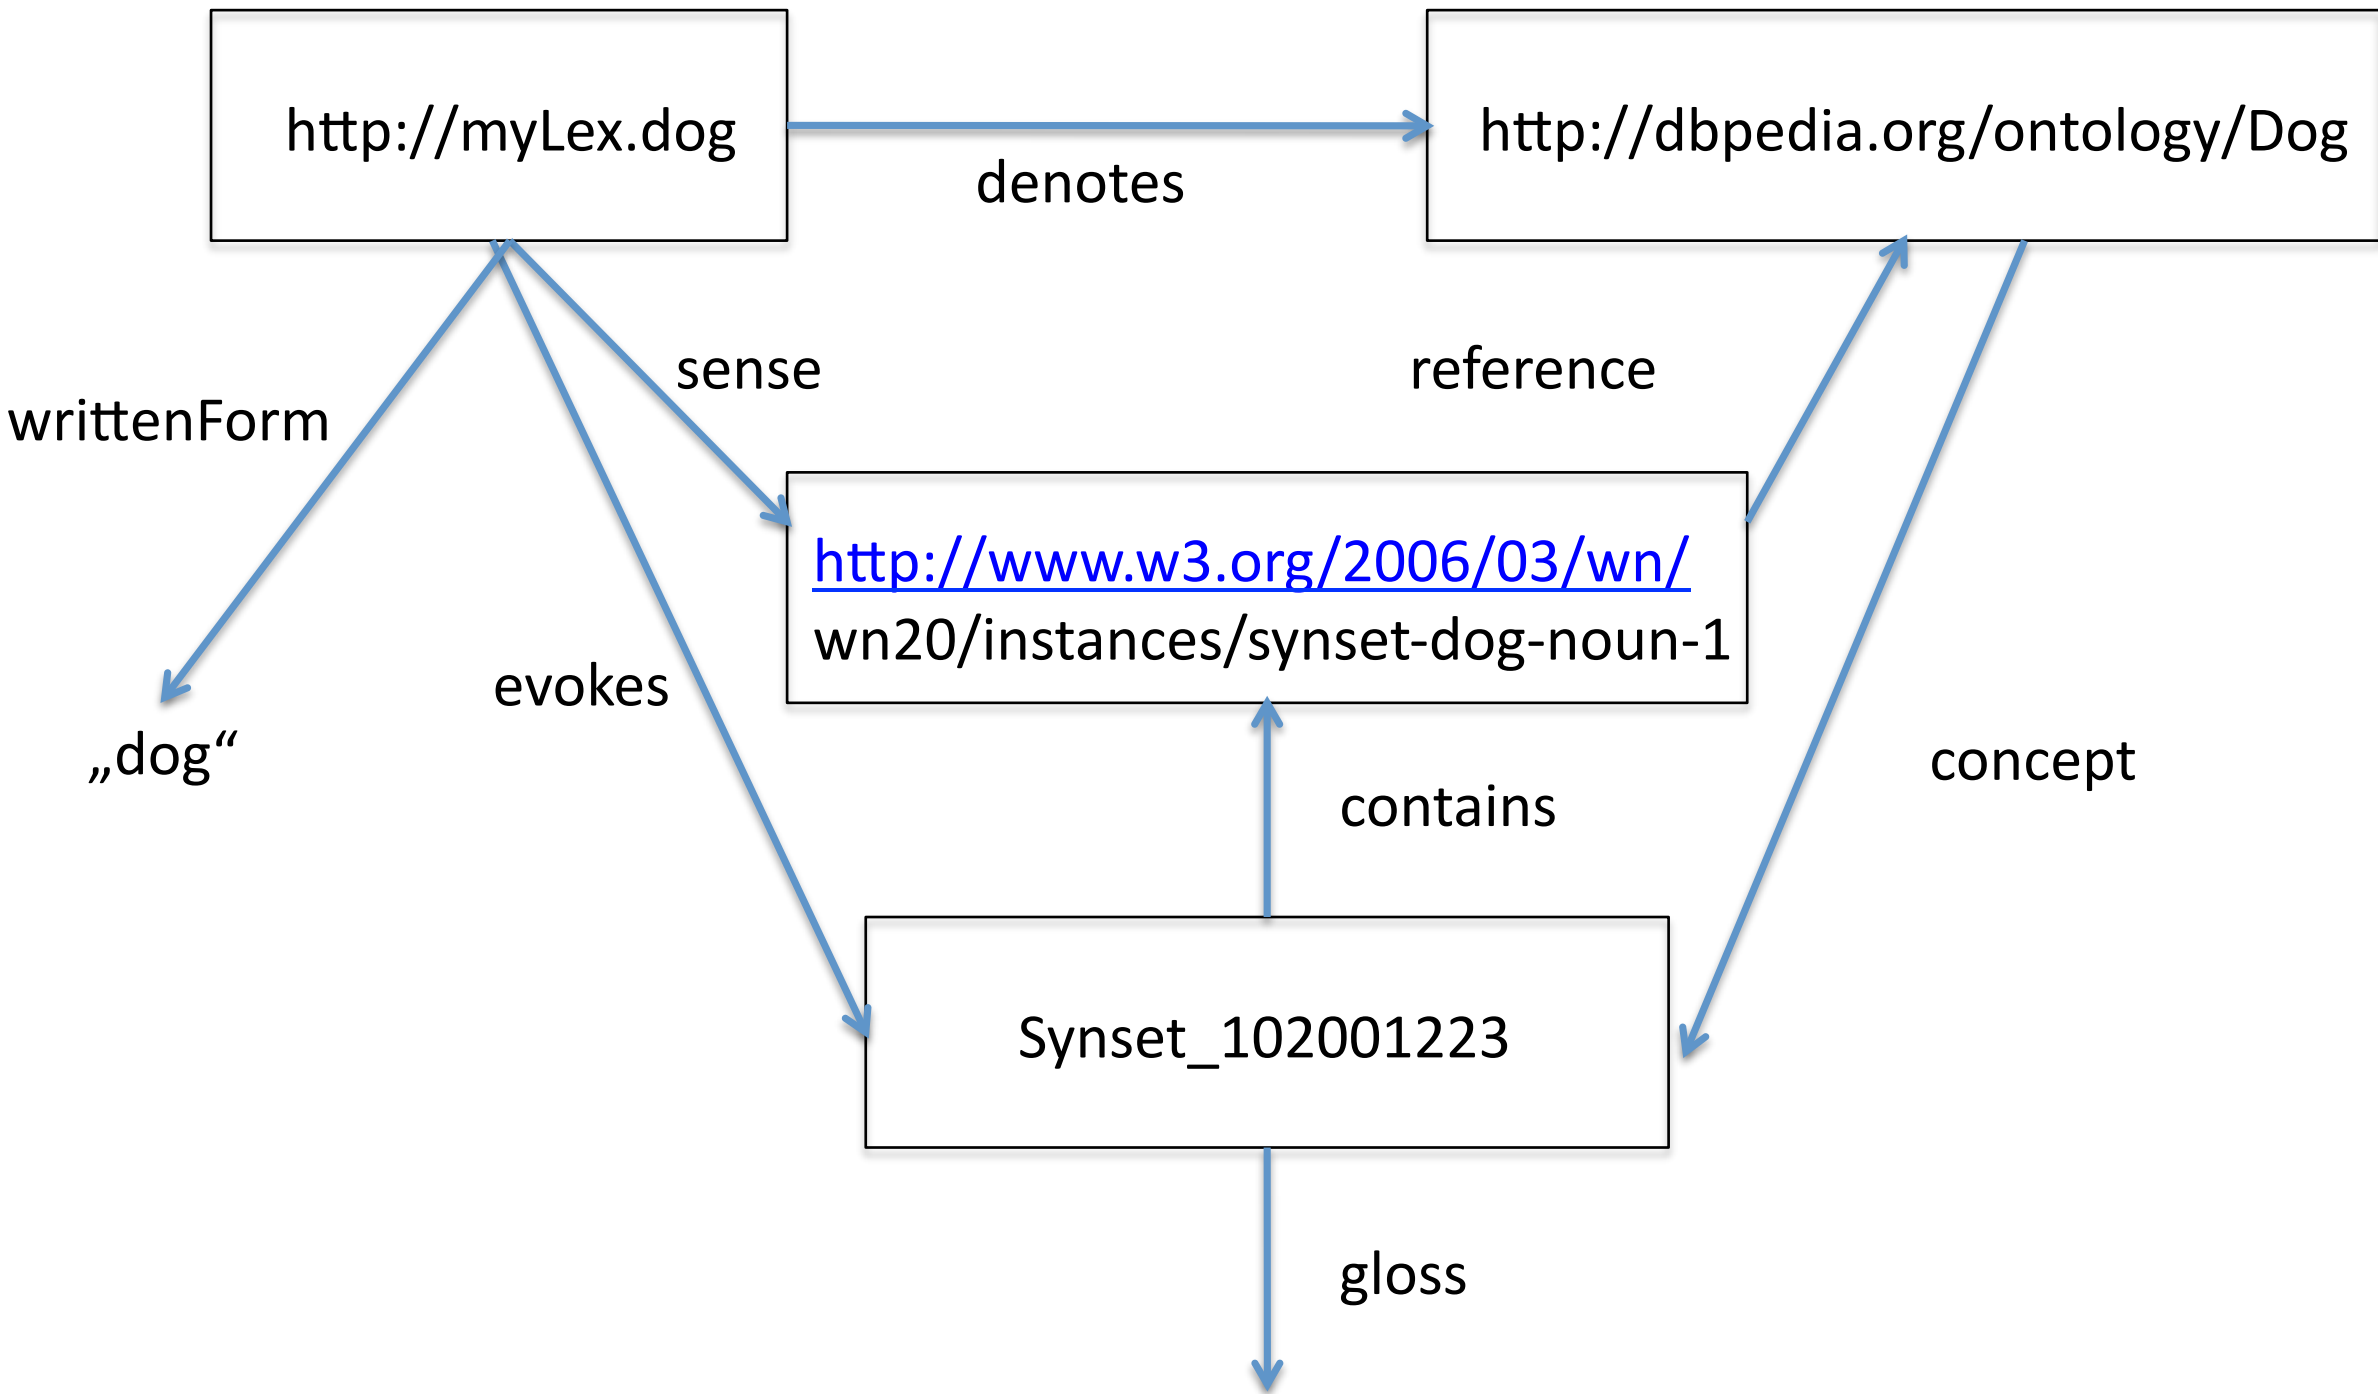 http://myLex.dog
http://dbpedia.org/ontology/Dog
denotes
sense
reference
writtenForm
http://www.w3.org/2006/03/wn/
wn20/instances/synset-dog-noun-1
evokes
„dog“
concept
contains
Synset_102001223
gloss